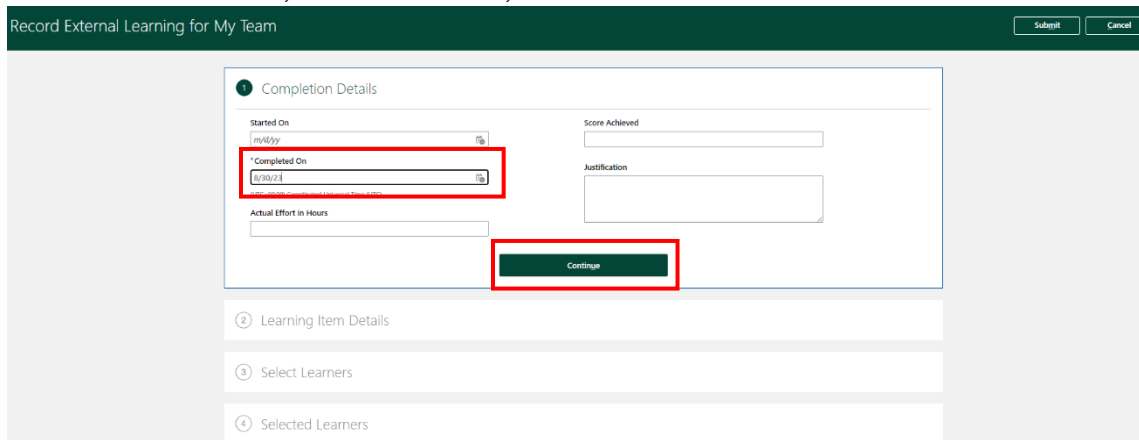 Record External Learning for My Team
Submit
Cancel
1 Completion Details
Started On
m/d/yy
Score Achieved
*Completed On
8/30/23
Justification
Actual Effort in Hours
Continue
2 Learning Item Details
3 Select Learners
4 Selected Learners